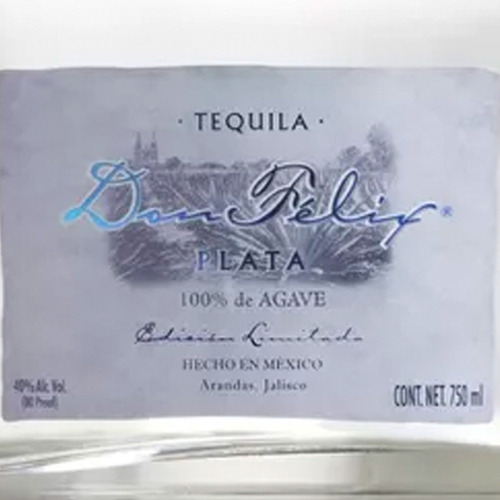 · TEQUILA ·
Don Félix®
PLATA
100% de AGAVE
Edición Limitada
HECHO EN MÉXICO
Arandas, Jalisco
40% Alc. Vol.
(80 Proof)
CONT. NET. 750 ml